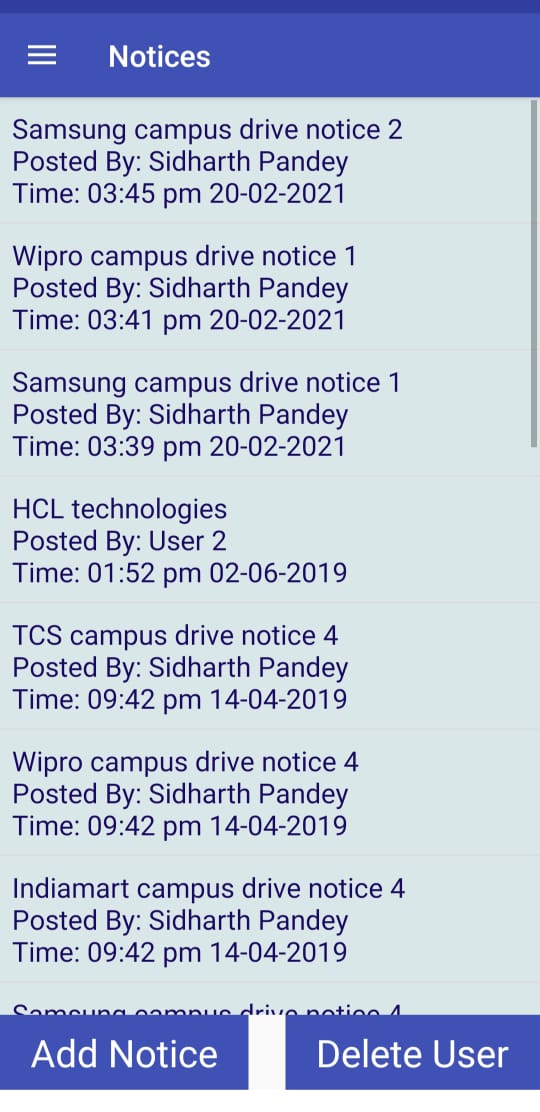 Notices
Samsung campus drive notice 2
Posted By: Sidharth Pandey
Time: 03:45 pm 20-02-2021
Wipro campus drive notice 1
Posted By: Sidharth Pandey
Time: 03:41 pm 20-02-2021
Samsung campus drive notice 1
Posted By: Sidharth Pandey
Time: 03:39 pm 20-02-2021
HCL technologies
Posted By: User 2
Time: 01:52 pm 02-06-2019
TCS campus drive notice 4
Posted By: Sidharth Pandey
Time: 09:42 pm 14-04-2019
Wipro campus drive notice 4
Posted By: Sidharth Pandey
Time: 09:42 pm 14-04-2019
Indiamart campus drive notice 4
Posted By: Sidharth Pandey
Time: 09:42 pm 14-04-2019
Samsung campus drive notice 4
Add Notice
Delete User